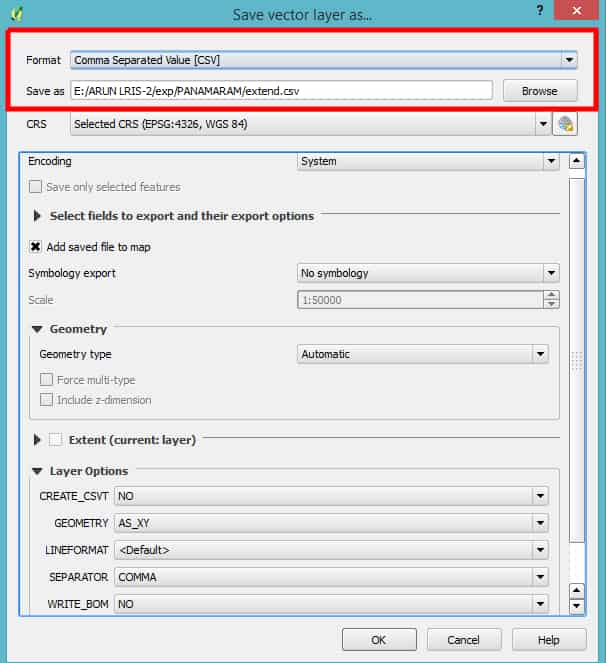 Save vector layer as...
?
Format Comma Separated Value [CSV]
Save as E:/ARUN LRIS-2/exp/PANAMARAM/extend.csv Browse
CRS Selected CRS (EPSG:4326, WGS 84)
Encoding System
Save only selected features
Select fields to export and their export options
Add saved file to map
Symbology export No symbology
Scale 1:50000
Geometry
Geometry type Automatic
Force multi-type
Include z-dimension
Extent (current: layer)
Layer Options
CREATE_CSVT NO
GEOMETRY AS_XY
LINEFORMAT <Default>
SEPARATOR COMMA
WRITE_BOM NO
OK Cancel Help